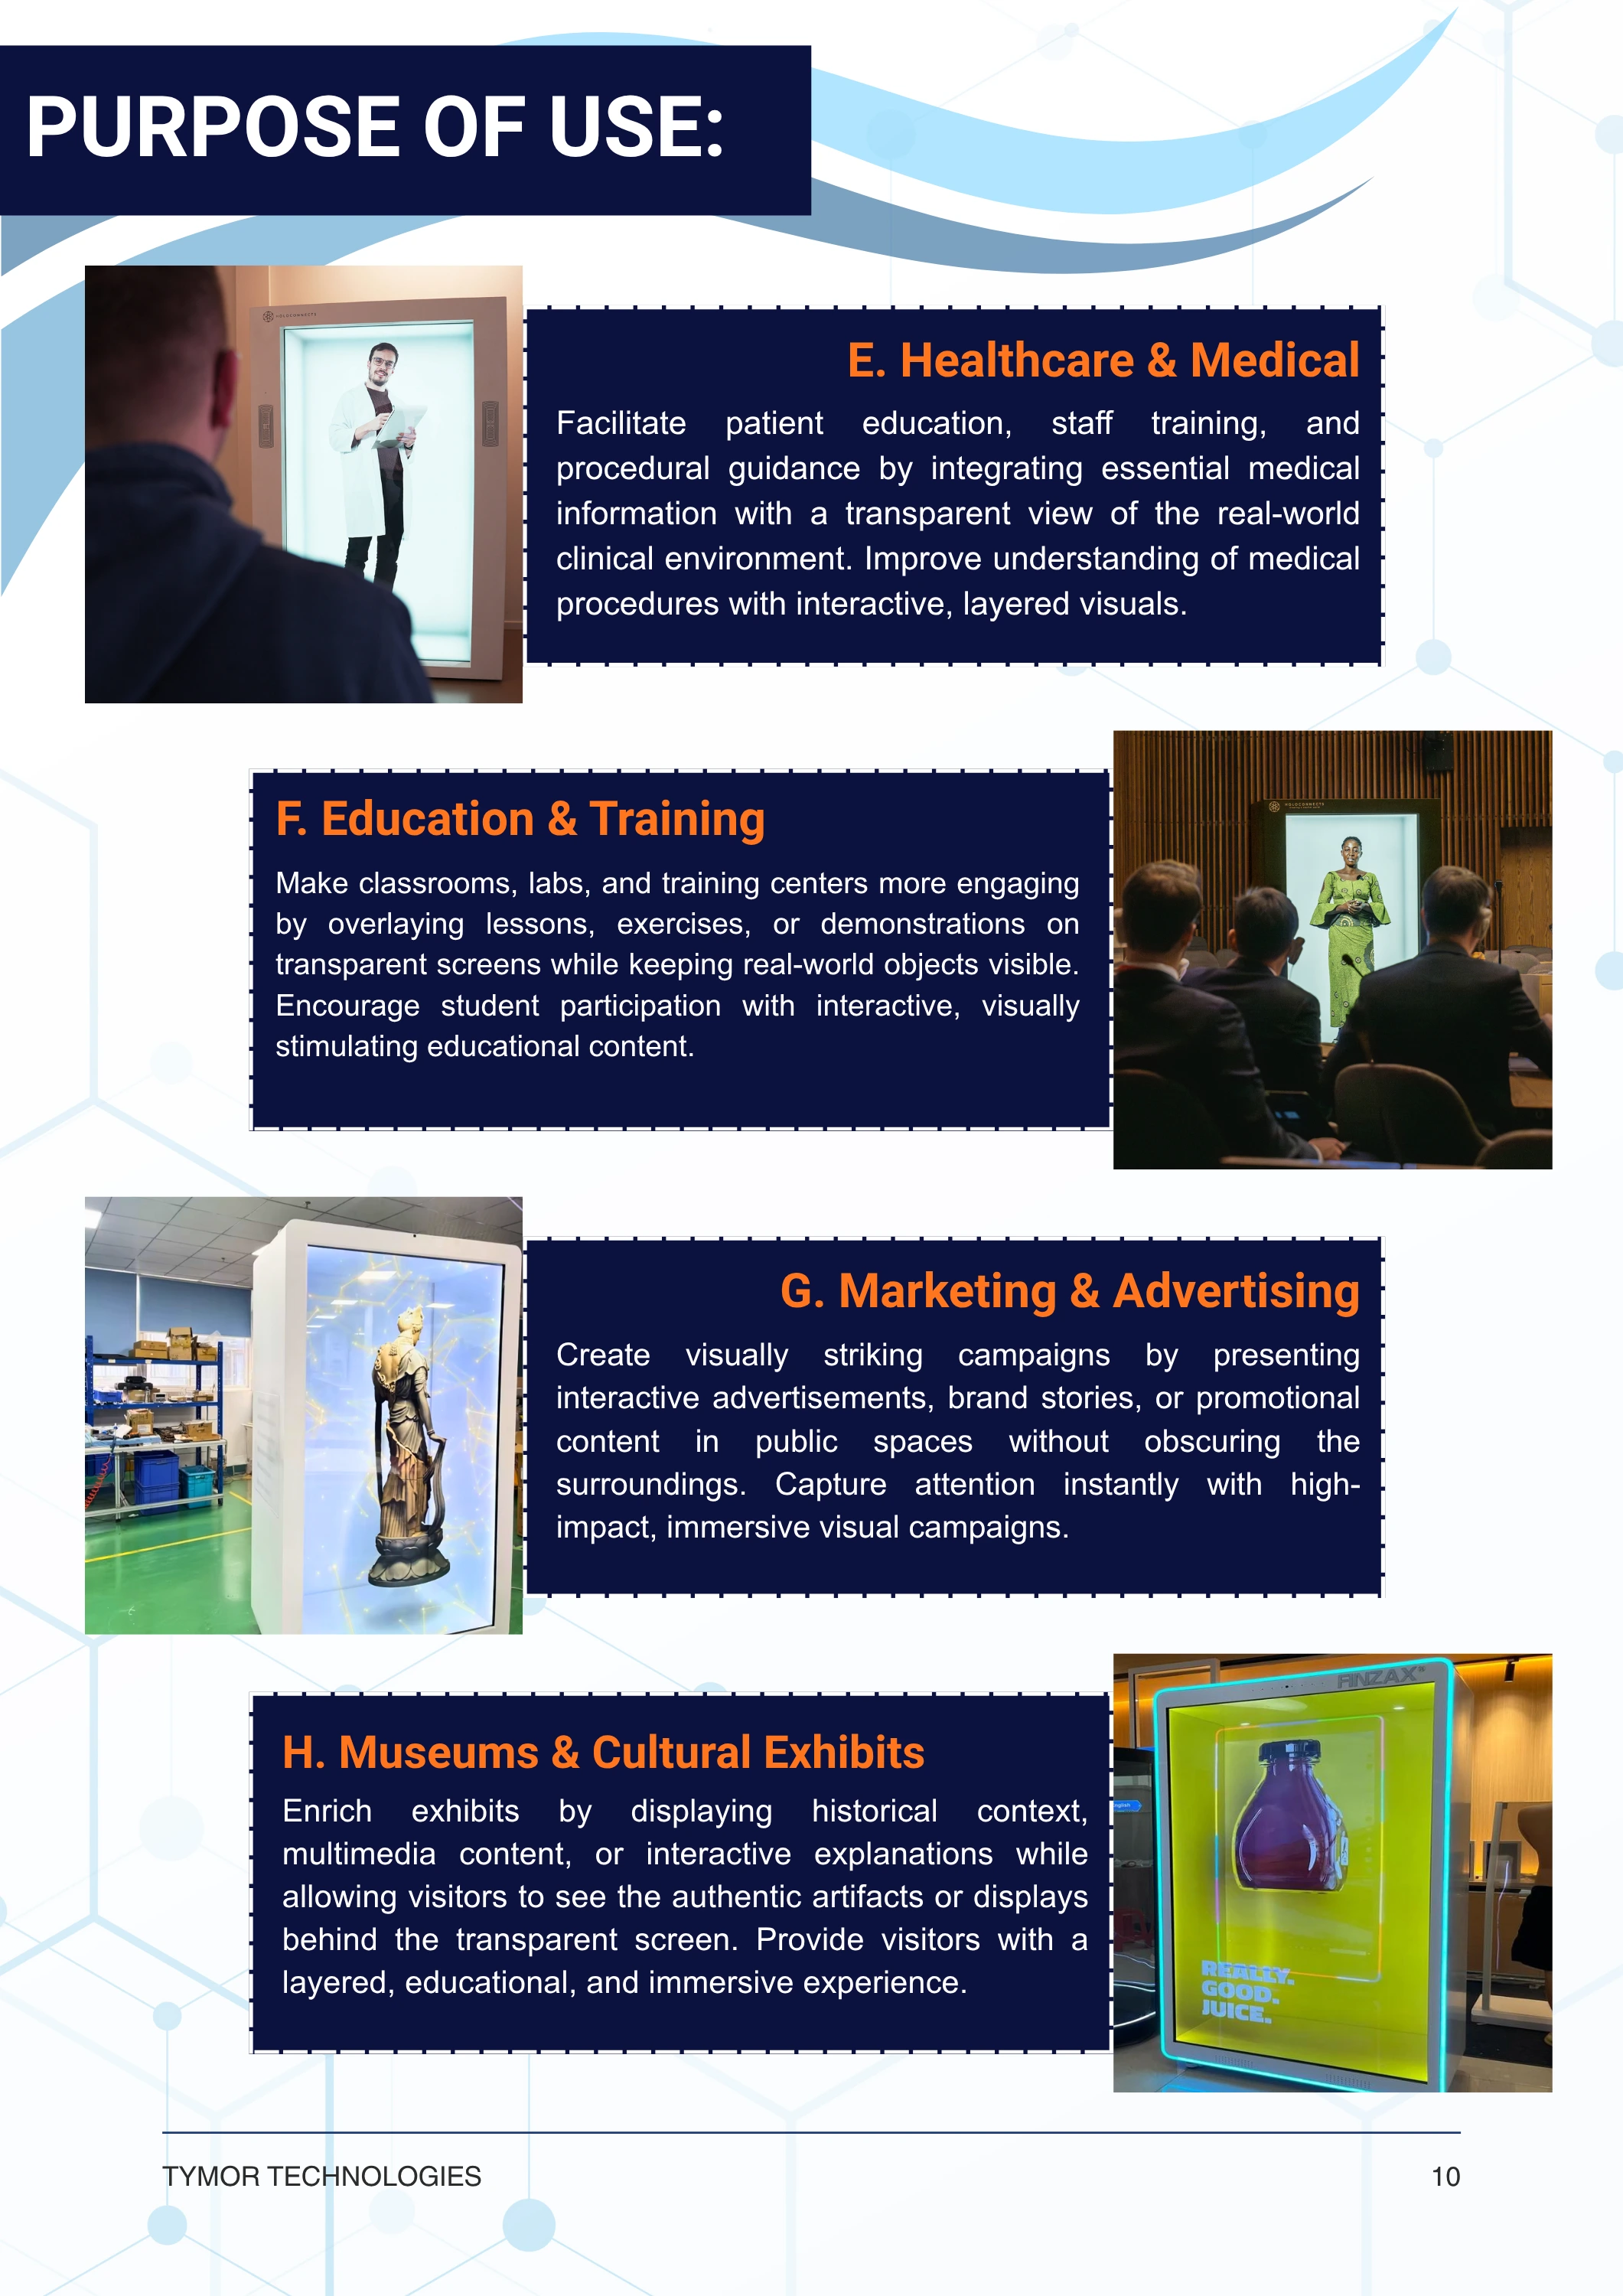 PURPOSE OF USE:
HOLOCONNECTS
E. Healthcare & Medical
Facilitate patient education, staff training, and
procedural guidance by integrating essential medical
information with a transparent view of the real-world
clinical environment. Improve understanding of medical
procedures with interactive, layered visuals.
HOLOCONNECTS
F. Education & Training
Make classrooms, labs, and training centers more engaging
by overlaying lessons, exercises, or demonstrations on
transparent screens while keeping real-world objects visible.
Encourage student participation with interactive, visually
stimulating educational content.
G. Marketing & Advertising
Create visually striking campaigns by presenting
interactive advertisements, brand stories, or promotional
content in public spaces without obscuring the
surroundings. Capture attention instantly with high-
impact, immersive visual campaigns.
H. Museums & Cultural Exhibits
Enrich exhibits by displaying historical context,
multimedia content, or interactive explanations while
allowing visitors to see the authentic artifacts or displays
behind the transparent screen. Provide visitors with a
layered, educational, and immersive experience.
FINZAX
REALLY.
GOOD.
JUICE.
TYMOR TECHNOLOGIES
10